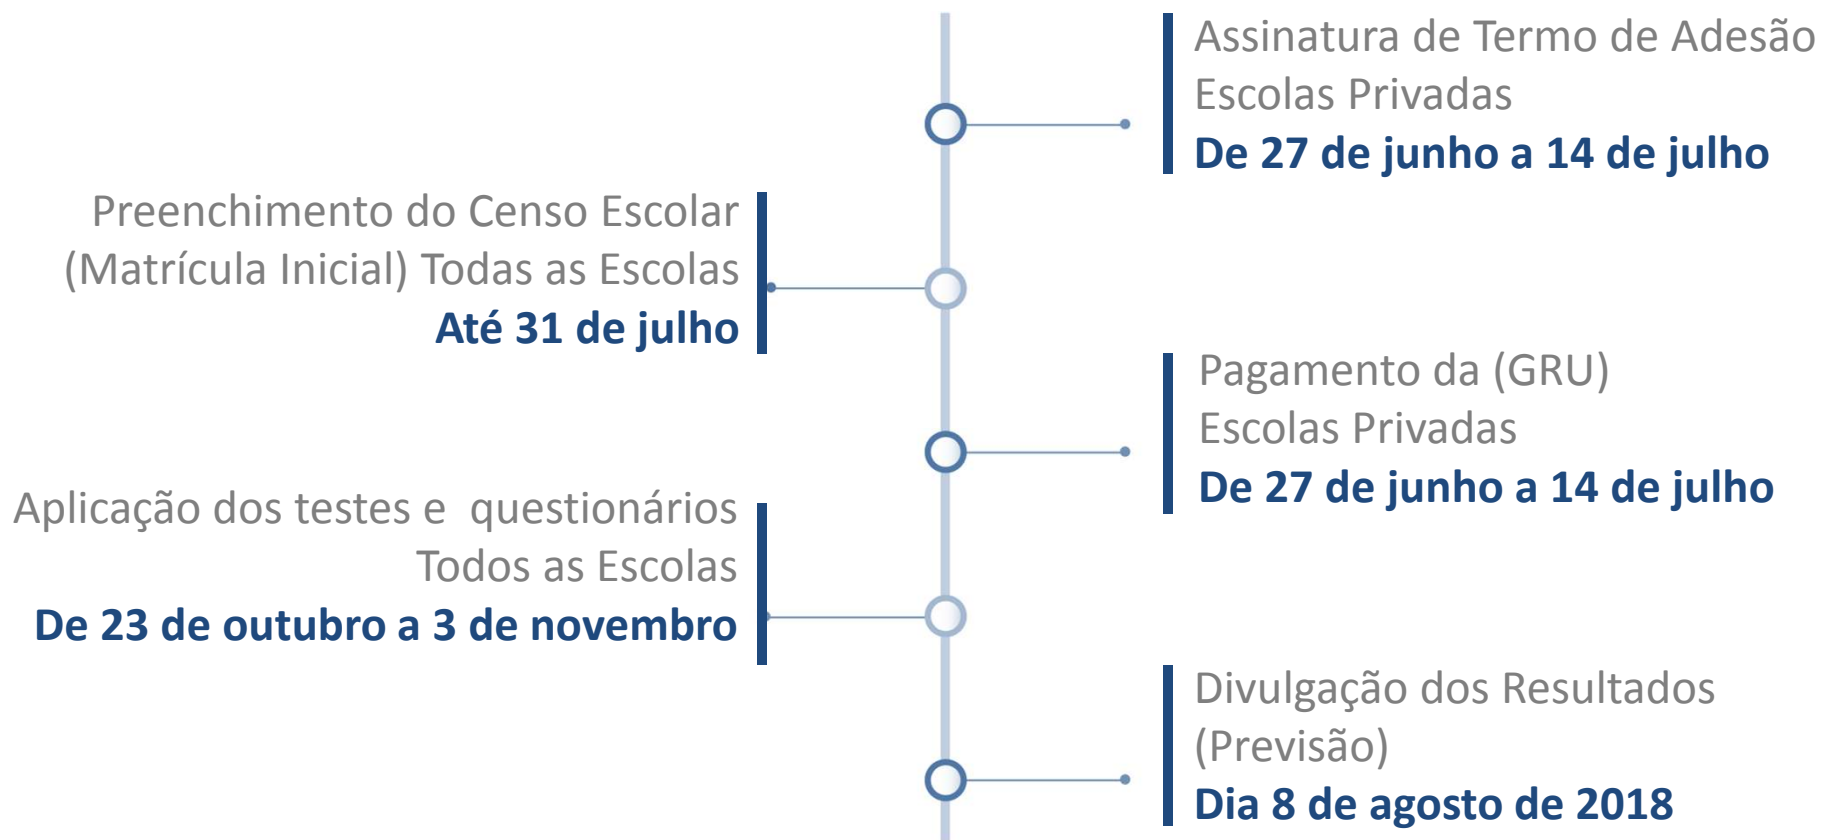 Assinatura de Termo de Adesão
Escolas Privadas
De 27 de junho a 14 de julho
Preenchimento do Censo Escolar
(Matrícula Inicial) Todas as Escolas
Até 31 de julho
Pagamento da (GRU)
Escolas Privadas
De 27 de junho a 14 de julho
Aplicação dos testes e  questionários
Todos as Escolas
De 23 de outubro a 3 de novembro
Divulgação dos Resultados
(Previsão)
Dia 8 de agosto de 2018